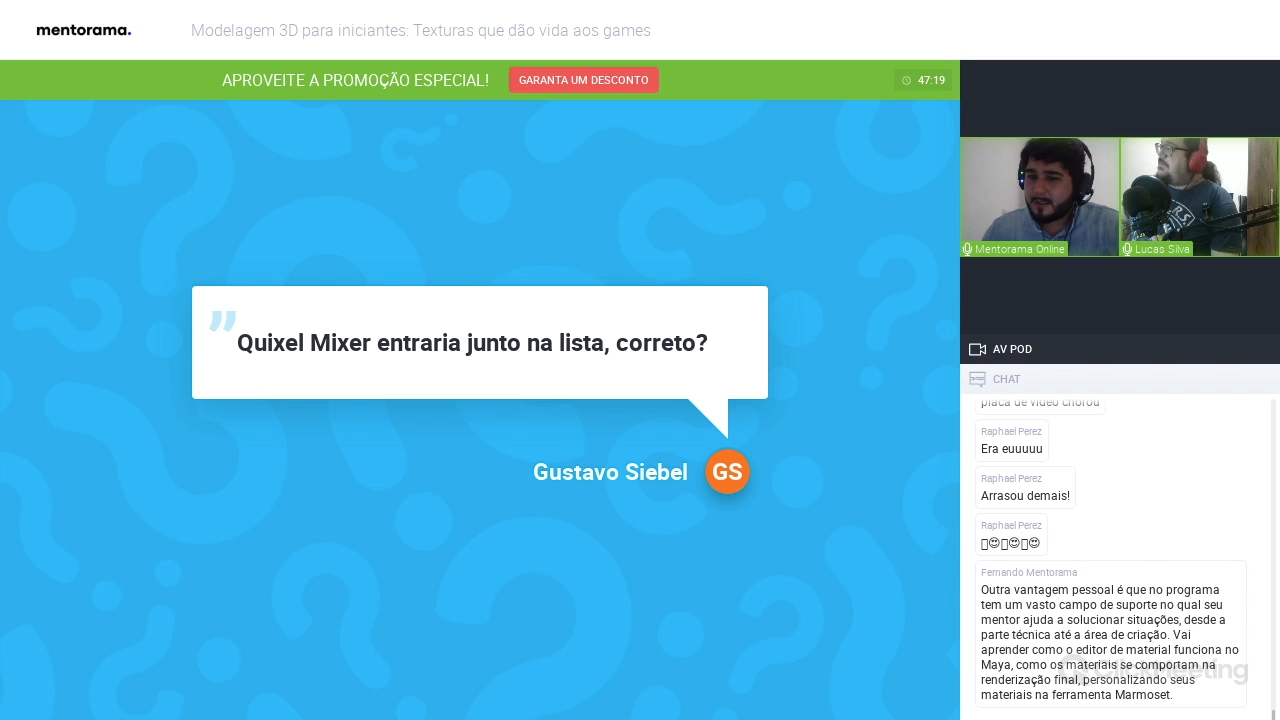 mentorama.
Modelagem 3D para iniciantes: Texturas que dão vida aos games
APROVEITE A PROMOÇÃO ESPECIAL!
GARANTA UM DESCONTO
47:19
Mentorama Online
Lucas Silva
AV POD
CHAT
”
Quixel Mixer entraria junto na lista, correto?
Gustavo Siebel
GS
placa de video chorou
Raphael Perez
Era euuuuu
Raphael Perez
Arrasou demais!
Raphael Perez
😍😍😍
Fernando Mentorama
Outra vantagem pessoal é que no programa
tem um vasto campo de suporte no qual seu
mentor ajuda a solucionar situações, desde a
parte técnica até a área de criação. Vai
aprender como o editor de material funciona no
Maya, como os materiais se comportam na
renderização final, personalizando seus
materiais na ferramenta Marmoset.
ClickMeeting